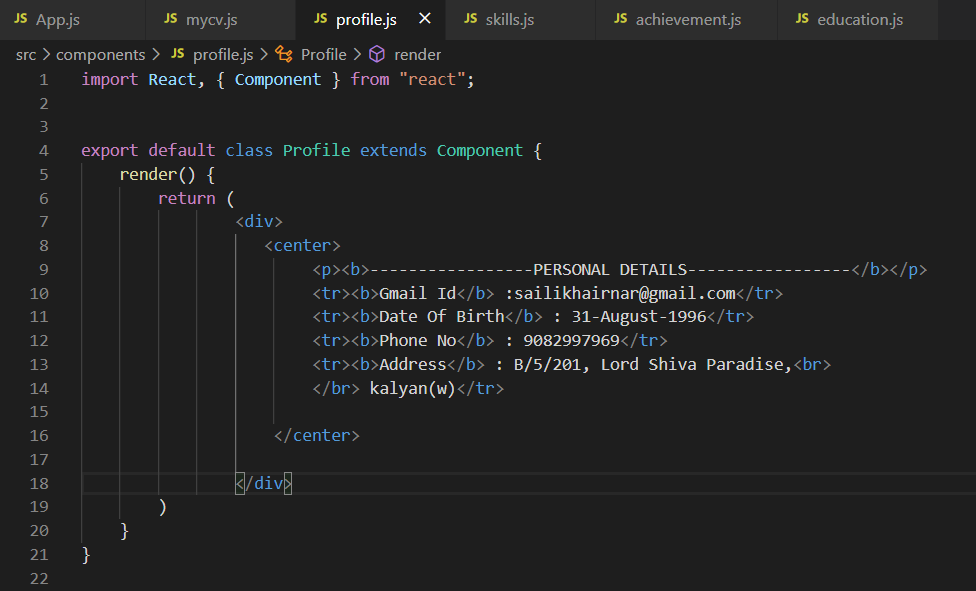 JS App.js JS mycv.js JS profile.js × JS skills.js JS achievement.js JS education.js
src > components > JS profile.js > Profile > render
1 import React, { Component } from "react";
2
3
4 export default class Profile extends Component {
5 render() {
6 return (
7 <div>
8 <center>
9 <p><b>-----------------PERSONAL DETAILS-----------------</b></p>
10 <tr><b>Gmail Id</b> :sailikhairnar@gmail.com</tr>
11 <tr><b>Date Of Birth</b> : 31-August-1996</tr>
12 <tr><b>Phone No</b> : 9082997969</tr>
13 <tr><b>Address</b> : B/5/201, Lord Shiva Paradise,<br>
14 </br> kalyan(w)</tr>
15
16 </center>
17
18 </div>
19 )
20 }
21 }
22